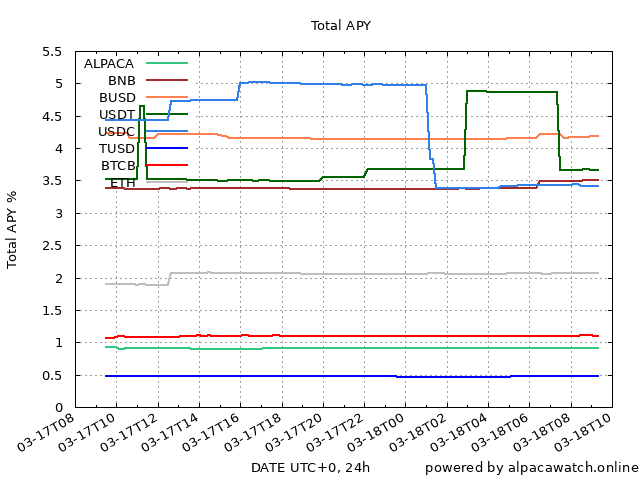 Total APY
Total APY %
5.5
5
4.5
4
3.5
3
2.5
2
1.5
1
0.5
0
ALPACA
BNB
BUSD
USDT
USDC
TUSD
BTCB
ETH
03-17T08
03-17T10
03-17T12
03-17T14
03-17T16
03-17T18
03-17T20
03-17T22
03-18T00
03-18T02
03-18T04
03-18T06
03-18T08
03-18T10
DATE UTC+0, 24h
powered by alpacawatch.online